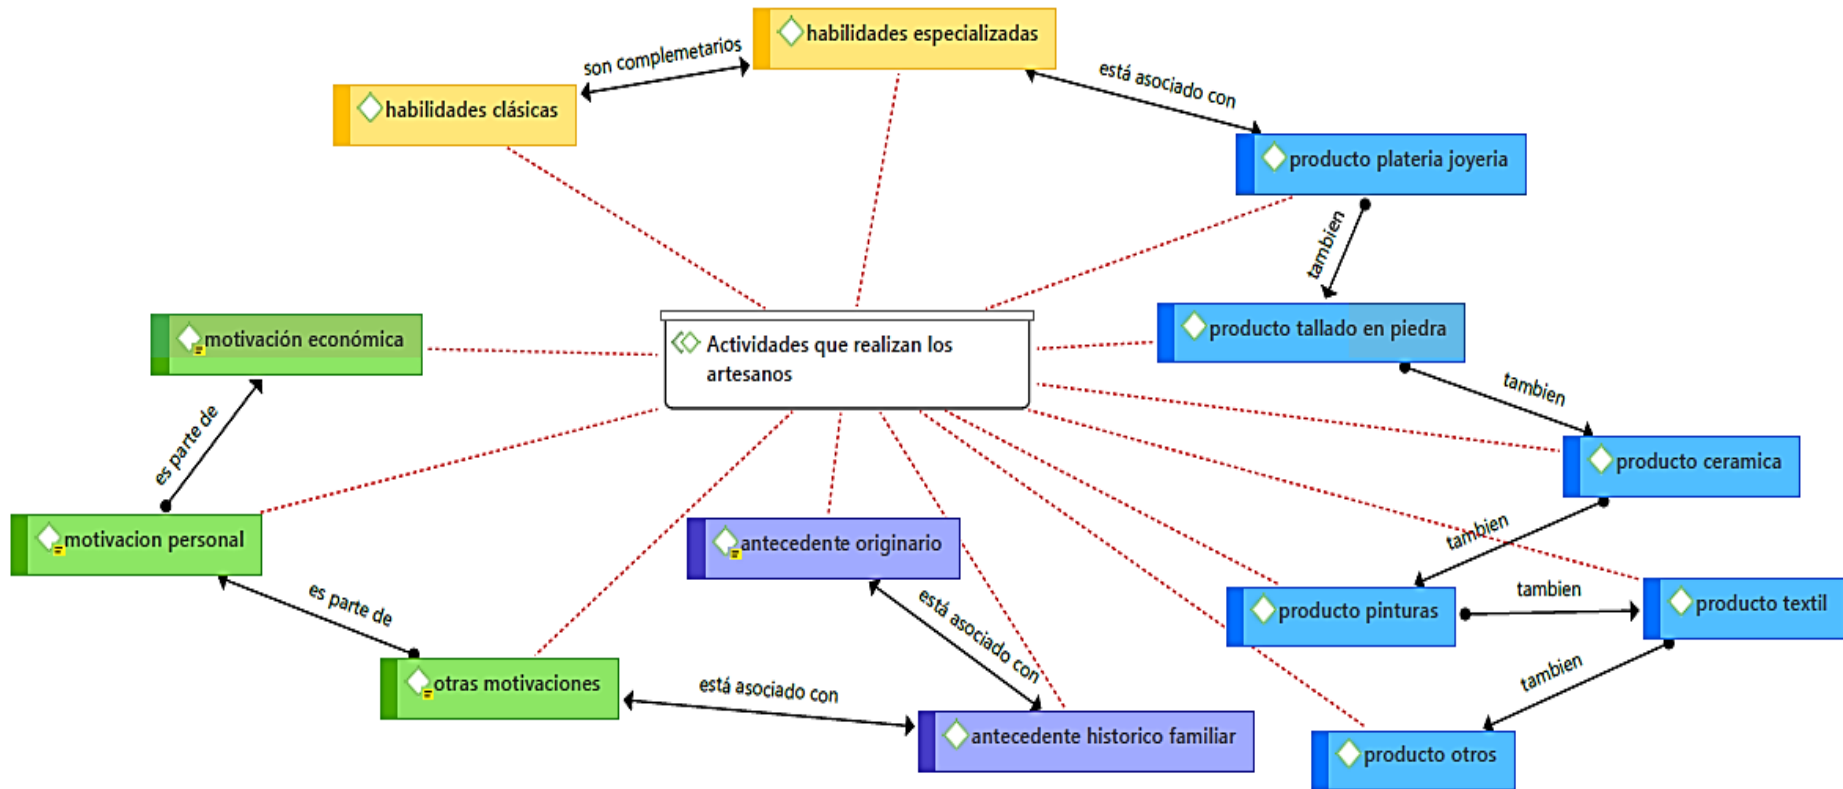 habilidades especializadas
son complemetarios
habilidades clásicas
está asociado con
producto plateria joyeria
tambien
motivación económica
Actividades que realizan los
artesanos
producto tallado en piedra
tambien
es parte de
producto ceramica
motivacion personal
antecedente originario
tambien
es parte de
está asociado con
producto pinturas
tambien
producto textil
otras motivaciones
está asociado con
tambien
antecedente historico familiar
producto otros